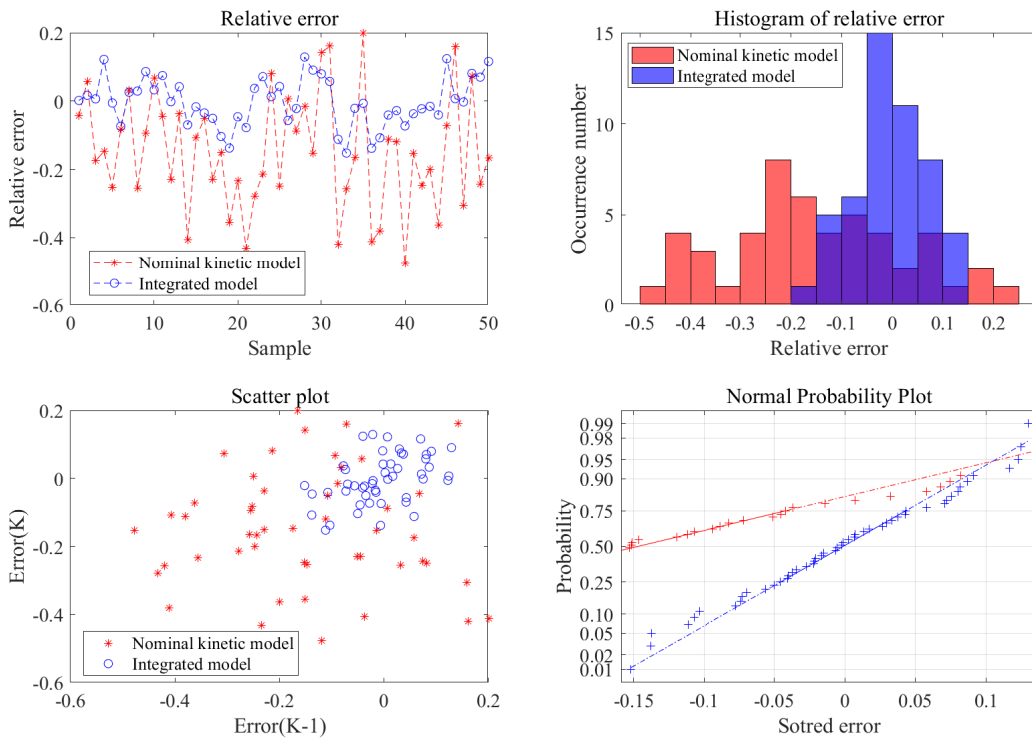 Relative error
0.2
0
-0.2
-0.4
-0.6
Relative error
Nominal kinetic model
Integrated model
0 10 20 30 40 50
Sample
Histogram of relative error
15
10
5
0
Occurrence number
Nominal kinetic model
Integrated model
-0.5 -0.4 -0.3 -0.2 -0.1 0 0.1 0.2
Relative error
Scatter plot
0.2
0
-0.2
-0.4
-0.6
Error(K)
Nominal kinetic model
Integrated model
-0.6 -0.4 -0.2 0 0.2
Error(K-1)
Normal Probability Plot
0.99
0.98
0.95
0.90
0.75
0.50
0.25
0.10
0.05
0.02
0.01
Probability
-0.15 -0.1 -0.05 0 0.05 0.1
Sotred error